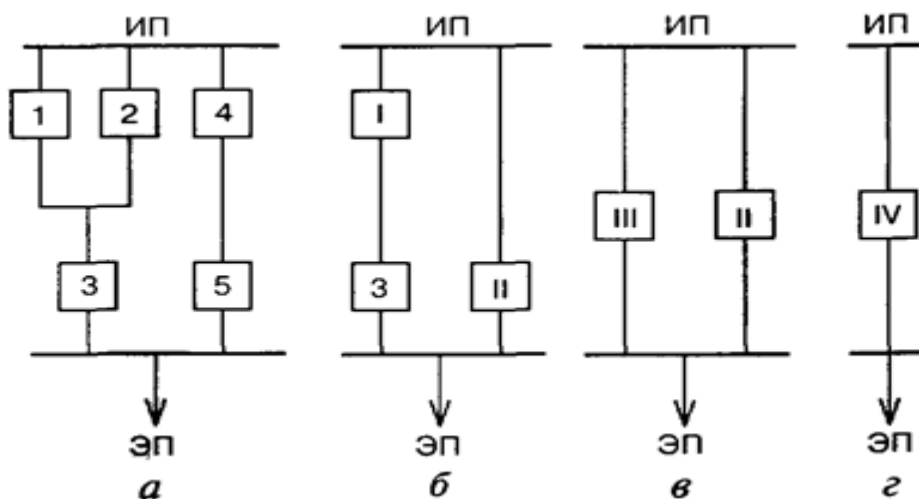 ИП ИП ИП ИП
1 2 4 I
III II IV
3 5 3 II
ЭП ЭП ЭП ЭП
а б в г